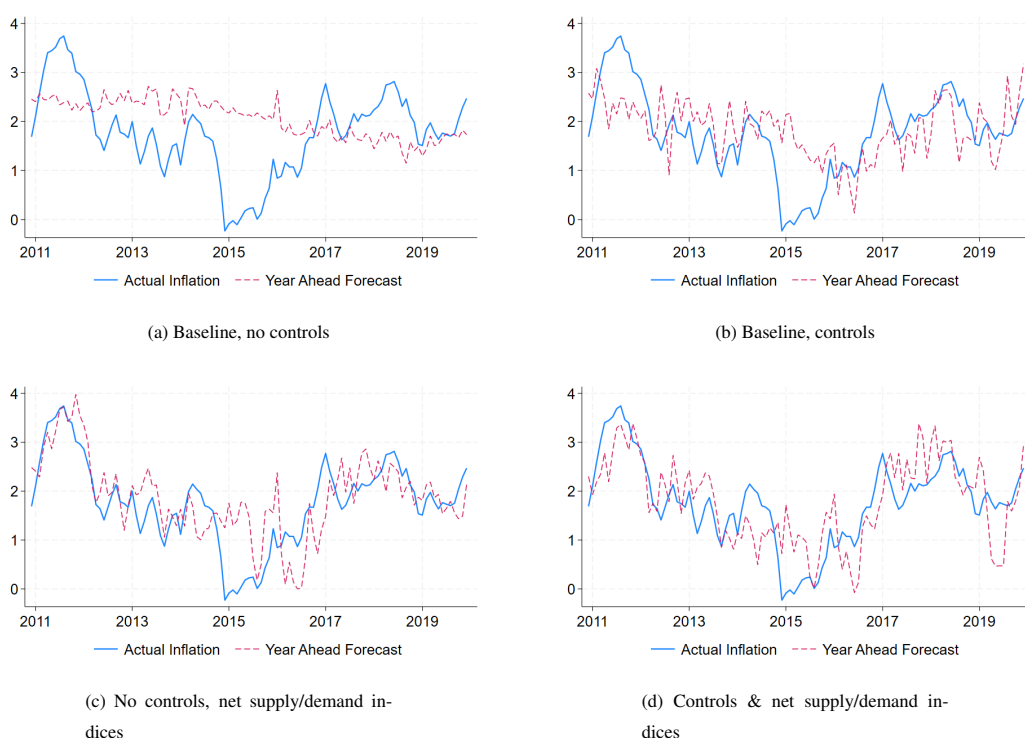 4
3
2
1
0
2011 2013 2015 2017 2019
Actual Inflation Year Ahead Forecast
(a) Baseline, no controls
4
3
2
1
0
2011 2013 2015 2017 2019
Actual Inflation Year Ahead Forecast
(b) Baseline, controls
4
3
2
1
0
2011 2013 2015 2017 2019
Actual Inflation Year Ahead Forecast
(c) No controls, net supply/demand in-
dices
4
3
2
1
0
2011 2013 2015 2017 2019
Actual Inflation Year Ahead Forecast
(d) Controls & net supply/demand in-
dices